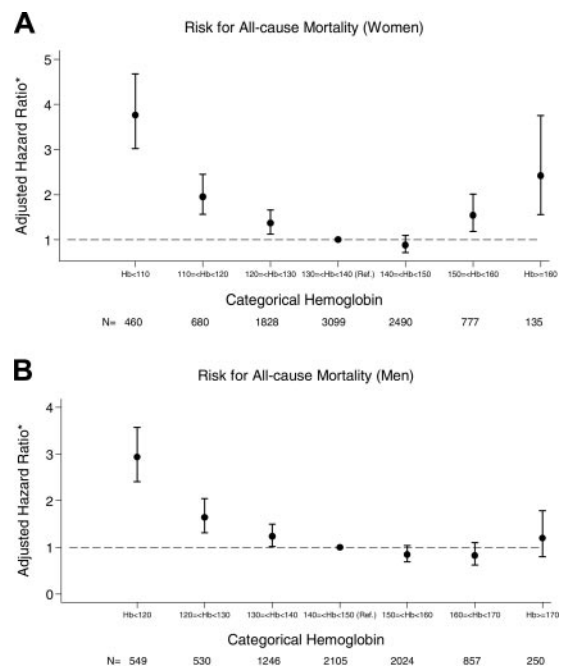 A
Risk for All-cause Mortality (Women)
Adjusted Hazard Ratio*
5
4
3
2
1
Hb<110 110=<Hb<120 120=<Hb<130 130=<Hb<140 (Ref.) 140=<Hb<150 150=<Hb<160 Hb>=160
Categorical Hemoglobin
N= 460 680 1828 3099 2490 777 135
B
Risk for All-cause Mortality (Men)
Adjusted Hazard Ratio*
4
3
2
1
0
Hb<120 120=<Hb<130 130=<Hb<140 140=<Hb<150 (Ref.) 150=<Hb<160 160=<Hb<170 Hb>=170
Categorical Hemoglobin
N= 549 530 1246 2105 2024 857 250